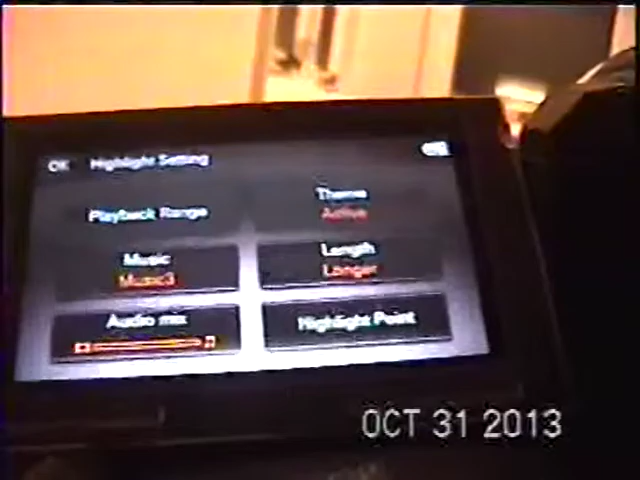 OK Highlight Setting
Playback Range
Theme
Active
Music
Music3
Length
Longer
Audio mix
Highlight Point
OCT 31 2013